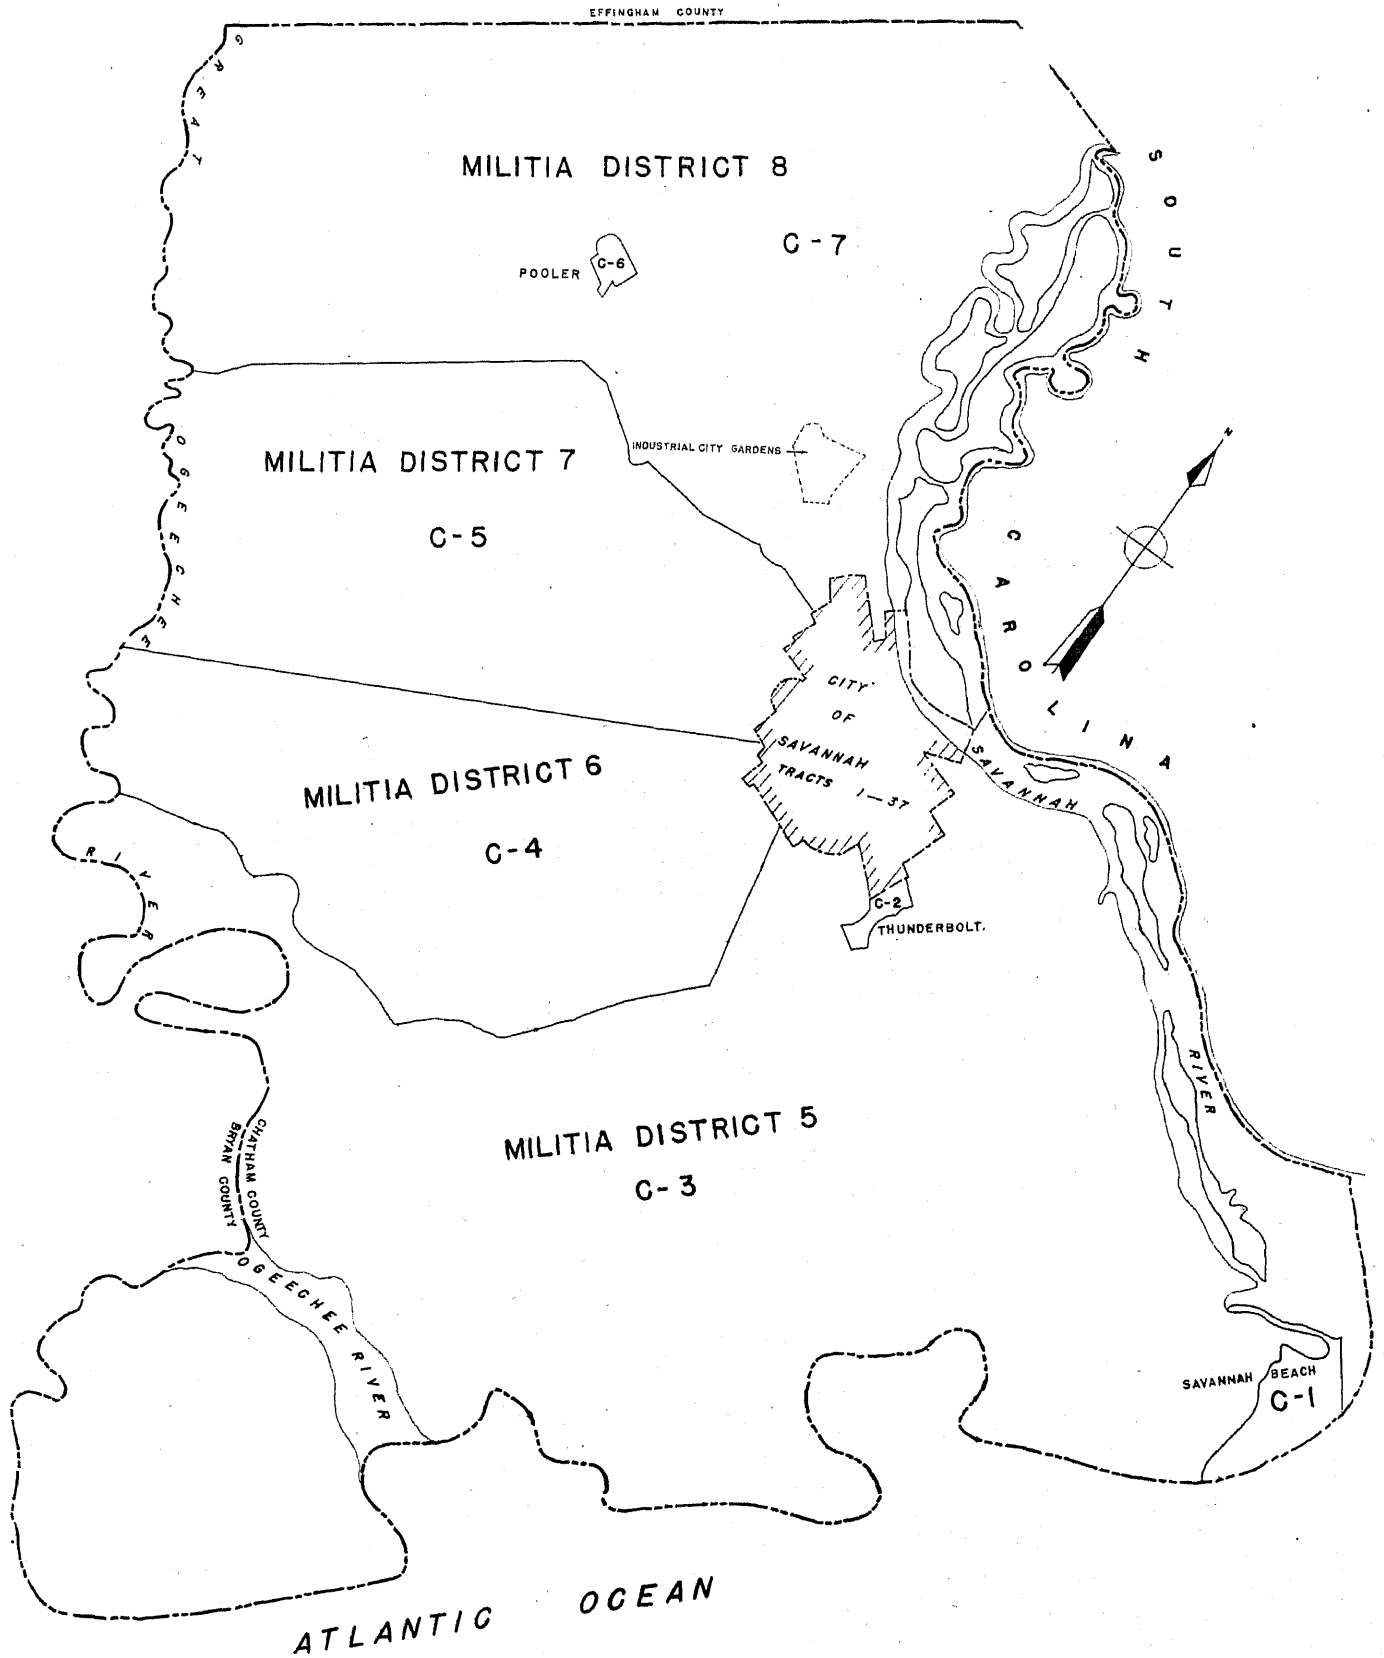 EFFINGHAM COUNTY
GREAT
MILITIA DISTRICT 8
C-7
POOLER
C-6
SOUTH
MILITIA DISTRICT 7
C-5
INDUSTRIAL CITY GARDENS
OGEECHEE
N
CAROLINA
CITY
OF
SAVANNAH
TRACTS 1-37
SAVANNAH
MILITIA DISTRICT 6
C-4
RIVER
C-2
THUNDERBOLT.
RIVER
MILITIA DISTRICT 5
C-3
CHATHAM COUNTY
BRYAN COUNTY
OGEECHEE RIVER
SAVANNAH BEACH
C-1
ATLANTIC OCEAN